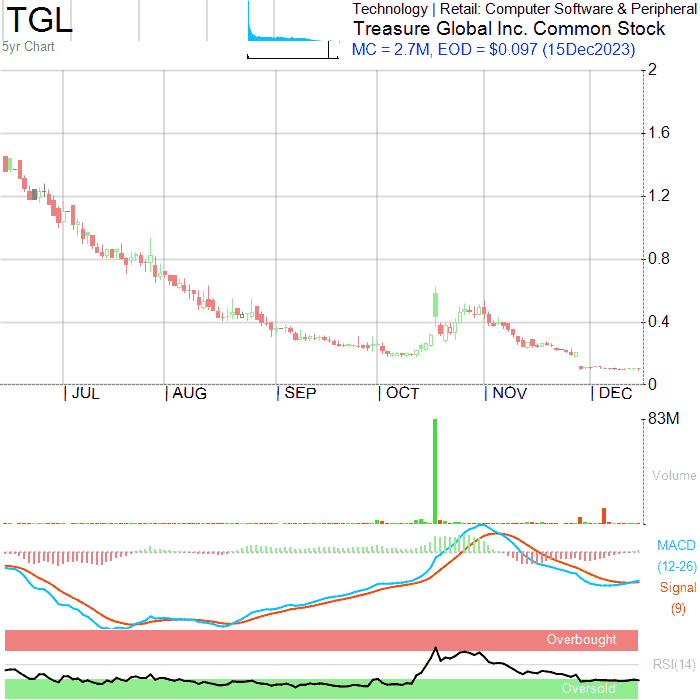 TGL
Technology | Retail: Computer Software & Peripheral
Treasure Global Inc. Common Stock
5yr Chart
MC = 2.7M, EOD = $0.097 (15Dec2023)
2
1.6
1.2
0.8
0.4
0
JUL AUG SEP OCT NOV DEC
83M
Volume
MACD
(12-26)
Signal
(9)
Overbought
RSI(14)
Oversold